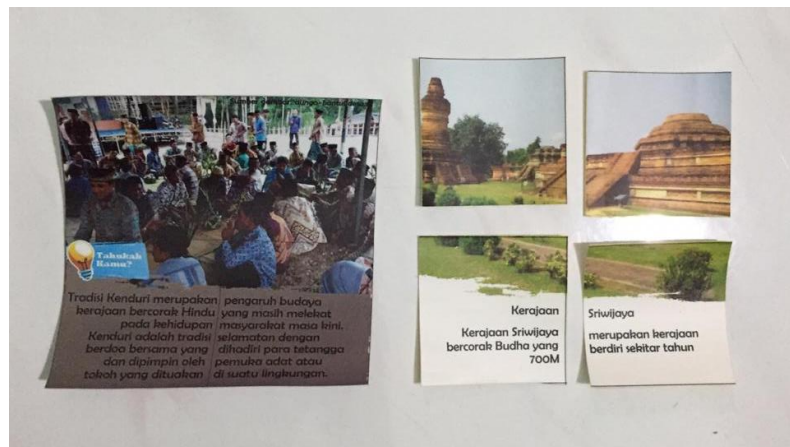 Tahukah
Kamu?
Tradisi Kenduri merupakan pengaruh budaya
kerajaan bercorak Hindu yang masih melekat
pada kehidupan masyarakat masa kini.
Kenduri adalah tradisi selamatan dengan
berdoa bersama yang dihadiri para tetangga
dan dipimpin oleh pemuka adat atau
tokoh yang dituakan di suatu lingkungan.
Kerajaan Sriwijaya
Kerajaan Sriwijaya merupakan kerajaan
bercorak Budha yang berdiri sekitar tahun
700M